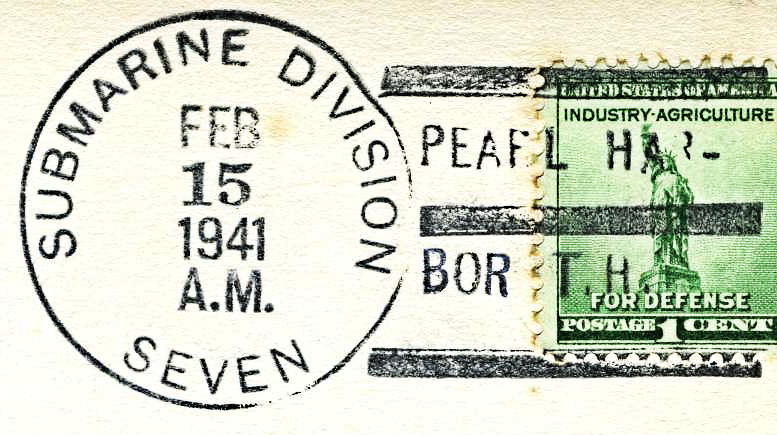 SUBMARINE DIVISION
FEB
15
1941
A.M.
SEVEN
PEARL HAR-
BOR T.H.
UNITED STATES OF AMERICA
INDUSTRY·AGRICULTURE
FOR DEFENSE
POSTAGE 1 CENT